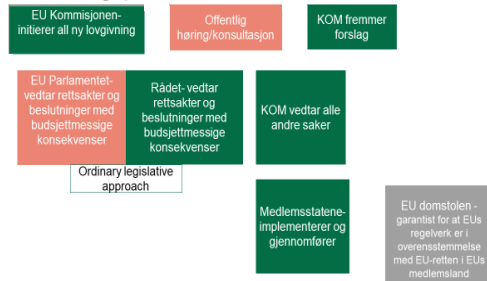 EU Kommisjonen-
initierer all ny lovgivning
Offentlig
høring/konsultasjon
KOM fremmer
forslag
EU Parlamentet-
vedtar rettsakter og
beslutninger med
budsjettmessige
konsekvenser
Rådet- vedtar
rettsakter og
beslutninger med
budsjettmessige
konsekvenser
KOM vedtar alle
andre saker
Ordinary legislative
approach
Medlemsstatene-
implementerer og
gjennomfører
EU domstolen -
garantist for at EUs
regelverk er i
overensstemmelse
med EU-retten i EUs
medlemsland